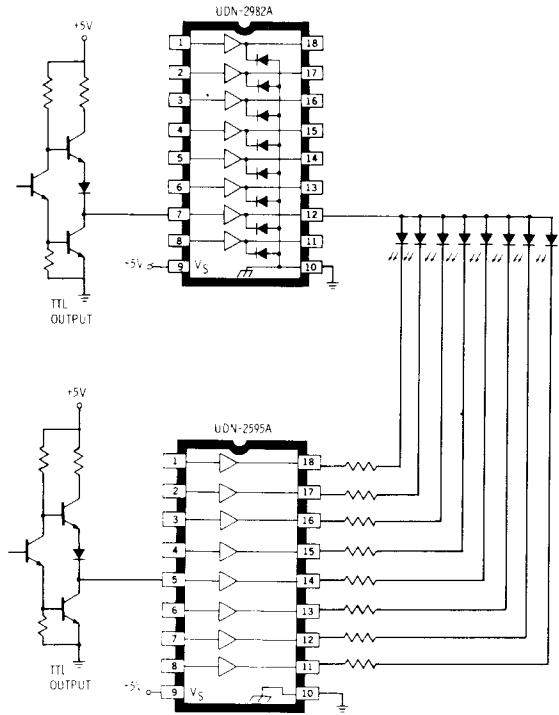 UDN-2982A
+5V
1 18
2 17
3 16
4 15
5 14
6 13
7 12
8 11
+5V 9 VS 10
TTL
OUTPUT
+5V
UDN-2595A
1 18
2 17
3 16
4 15
5 14
6 13
7 12
8 11
+5V 9 VS 10
TTL
OUTPUT